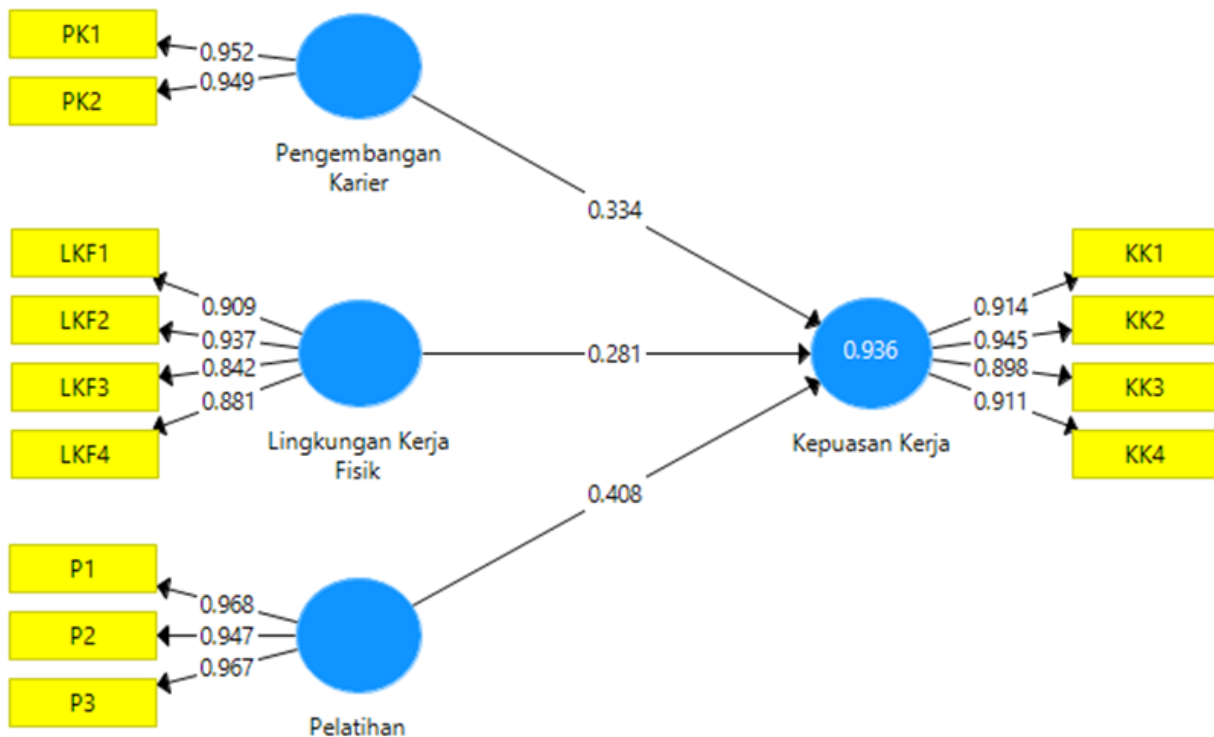 PK1
0.952
0.949
PK2
Pengembangan
Karier
0.334
LKF1
0.909
LKF2
0.937
LKF3
0.842
0.881
LKF4
Lingkungan Kerja
Fisik
0.281
0.936
Kepuasan Kerja
KK1
0.914
KK2
0.945
0.898
KK3
0.911
KK4
0.408
P1
0.968
P2
0.947
0.967
P3
Pelatihan